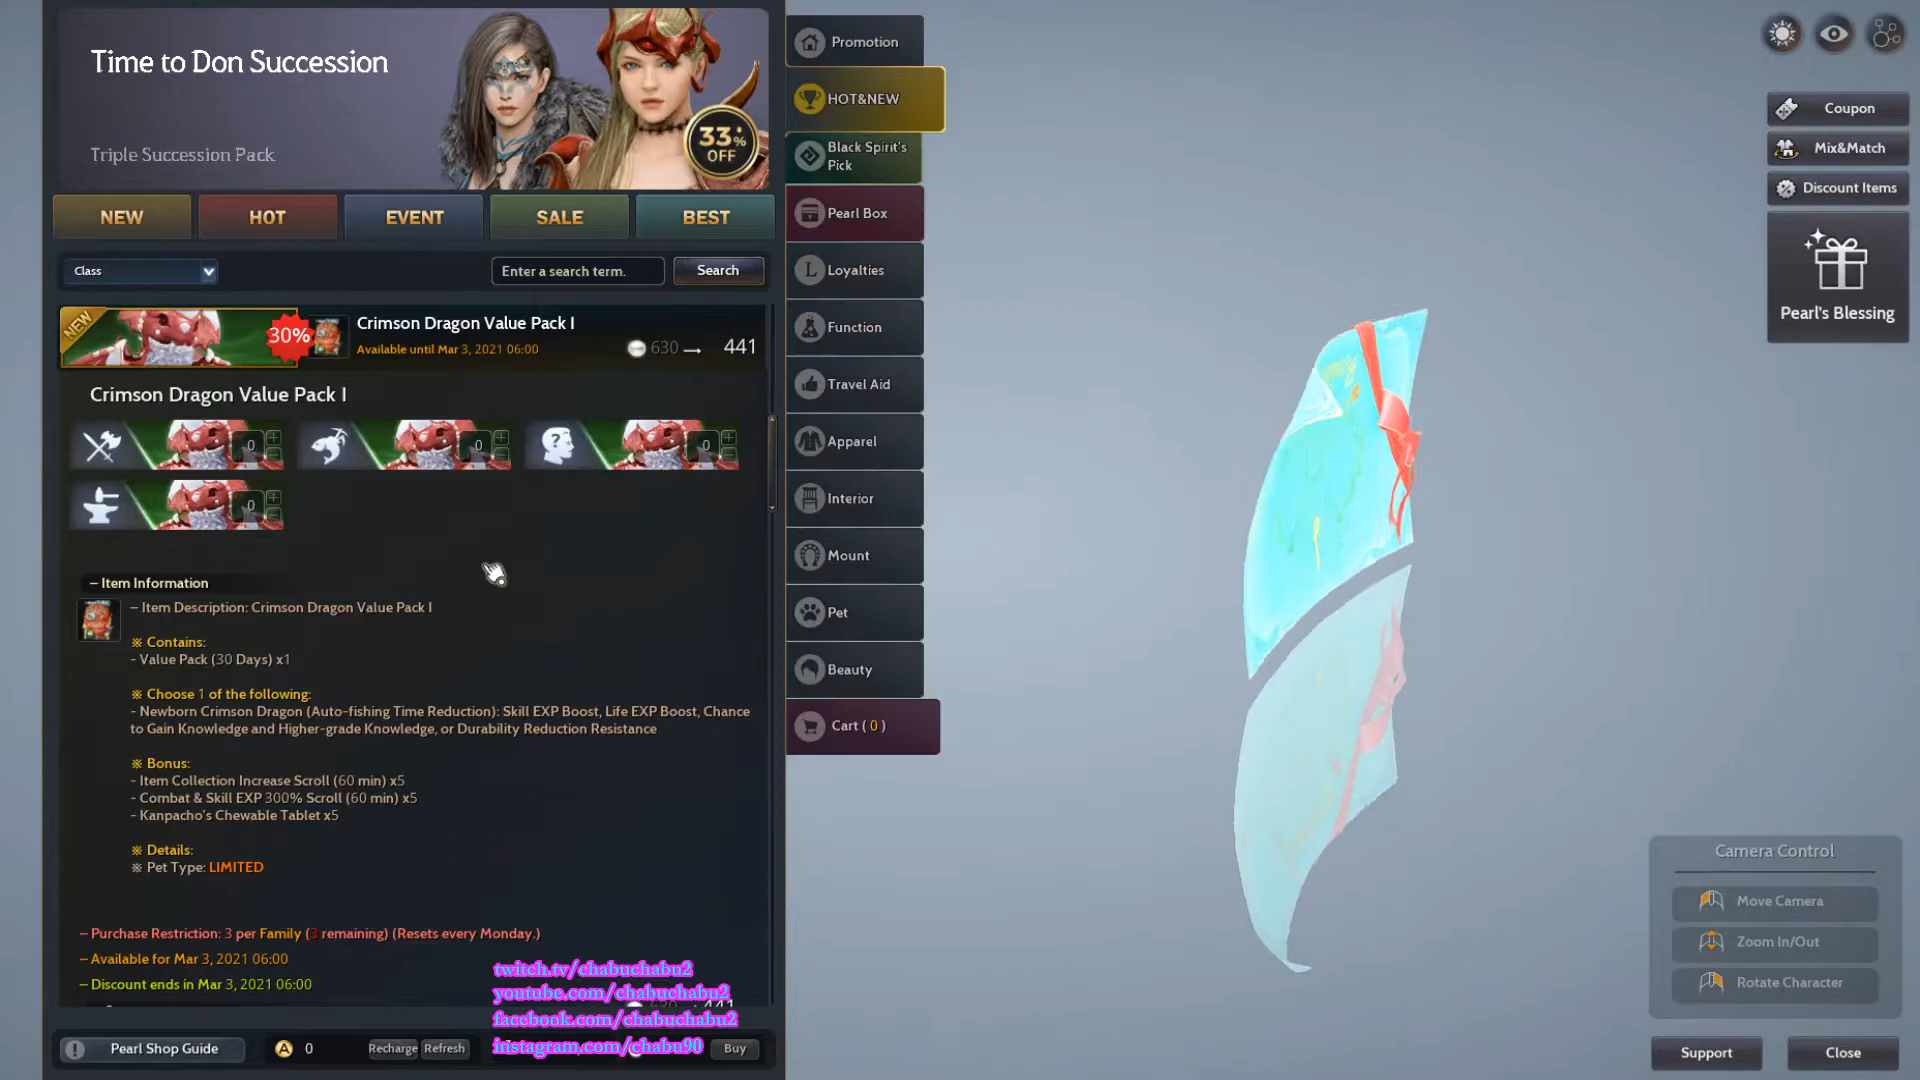 Time to Don Succession
Triple Succession Pack
33%
OFF
NEW
HOT
EVENT
SALE
BEST
Class
Enter a search term.
Search
NEW
30%
Crimson Dragon Value Pack I
Available until Mar 3, 2021 06:00
630
441
Crimson Dragon Value Pack I
0
0
0
0
– Item Information
– Item Description: Crimson Dragon Value Pack I
※ Contains:
- Value Pack (30 Days) x1
※ Choose 1 of the following:
- Newborn Crimson Dragon (Auto-fishing Time Reduction): Skill EXP Boost, Life EXP Boost, Chance
to Gain Knowledge and Higher-grade Knowledge, or Durability Reduction Resistance
※ Bonus:
- Item Collection Increase Scroll (60 min) x5
- Combat & Skill EXP 300% Scroll (60 min) x5
- Kanpacho's Chewable Tablet x5
※ Details:
※ Pet Type: LIMITED
– Purchase Restriction: 3 per Family (3 remaining) (Resets every Monday.)
– Available for Mar 3, 2021 06:00
– Discount ends in Mar 3, 2021 06:00
twitch.tv/chabuchabu2
youtube.com/chabuchabu2
facebook.com/chabuchabu2
instagram.com/chabu90
Pearl Shop Guide
0
Recharge
Refresh
Buy
Promotion
HOT&NEW
Black Spirit's
Pick
Pearl Box
Loyalties
Function
Travel Aid
Apparel
Interior
Mount
Pet
Beauty
Cart ( 0 )
Coupon
Mix&Match
Discount Items
Pearl's Blessing
Camera Control
Move Camera
Zoom In/Out
Rotate Character
Support
Close